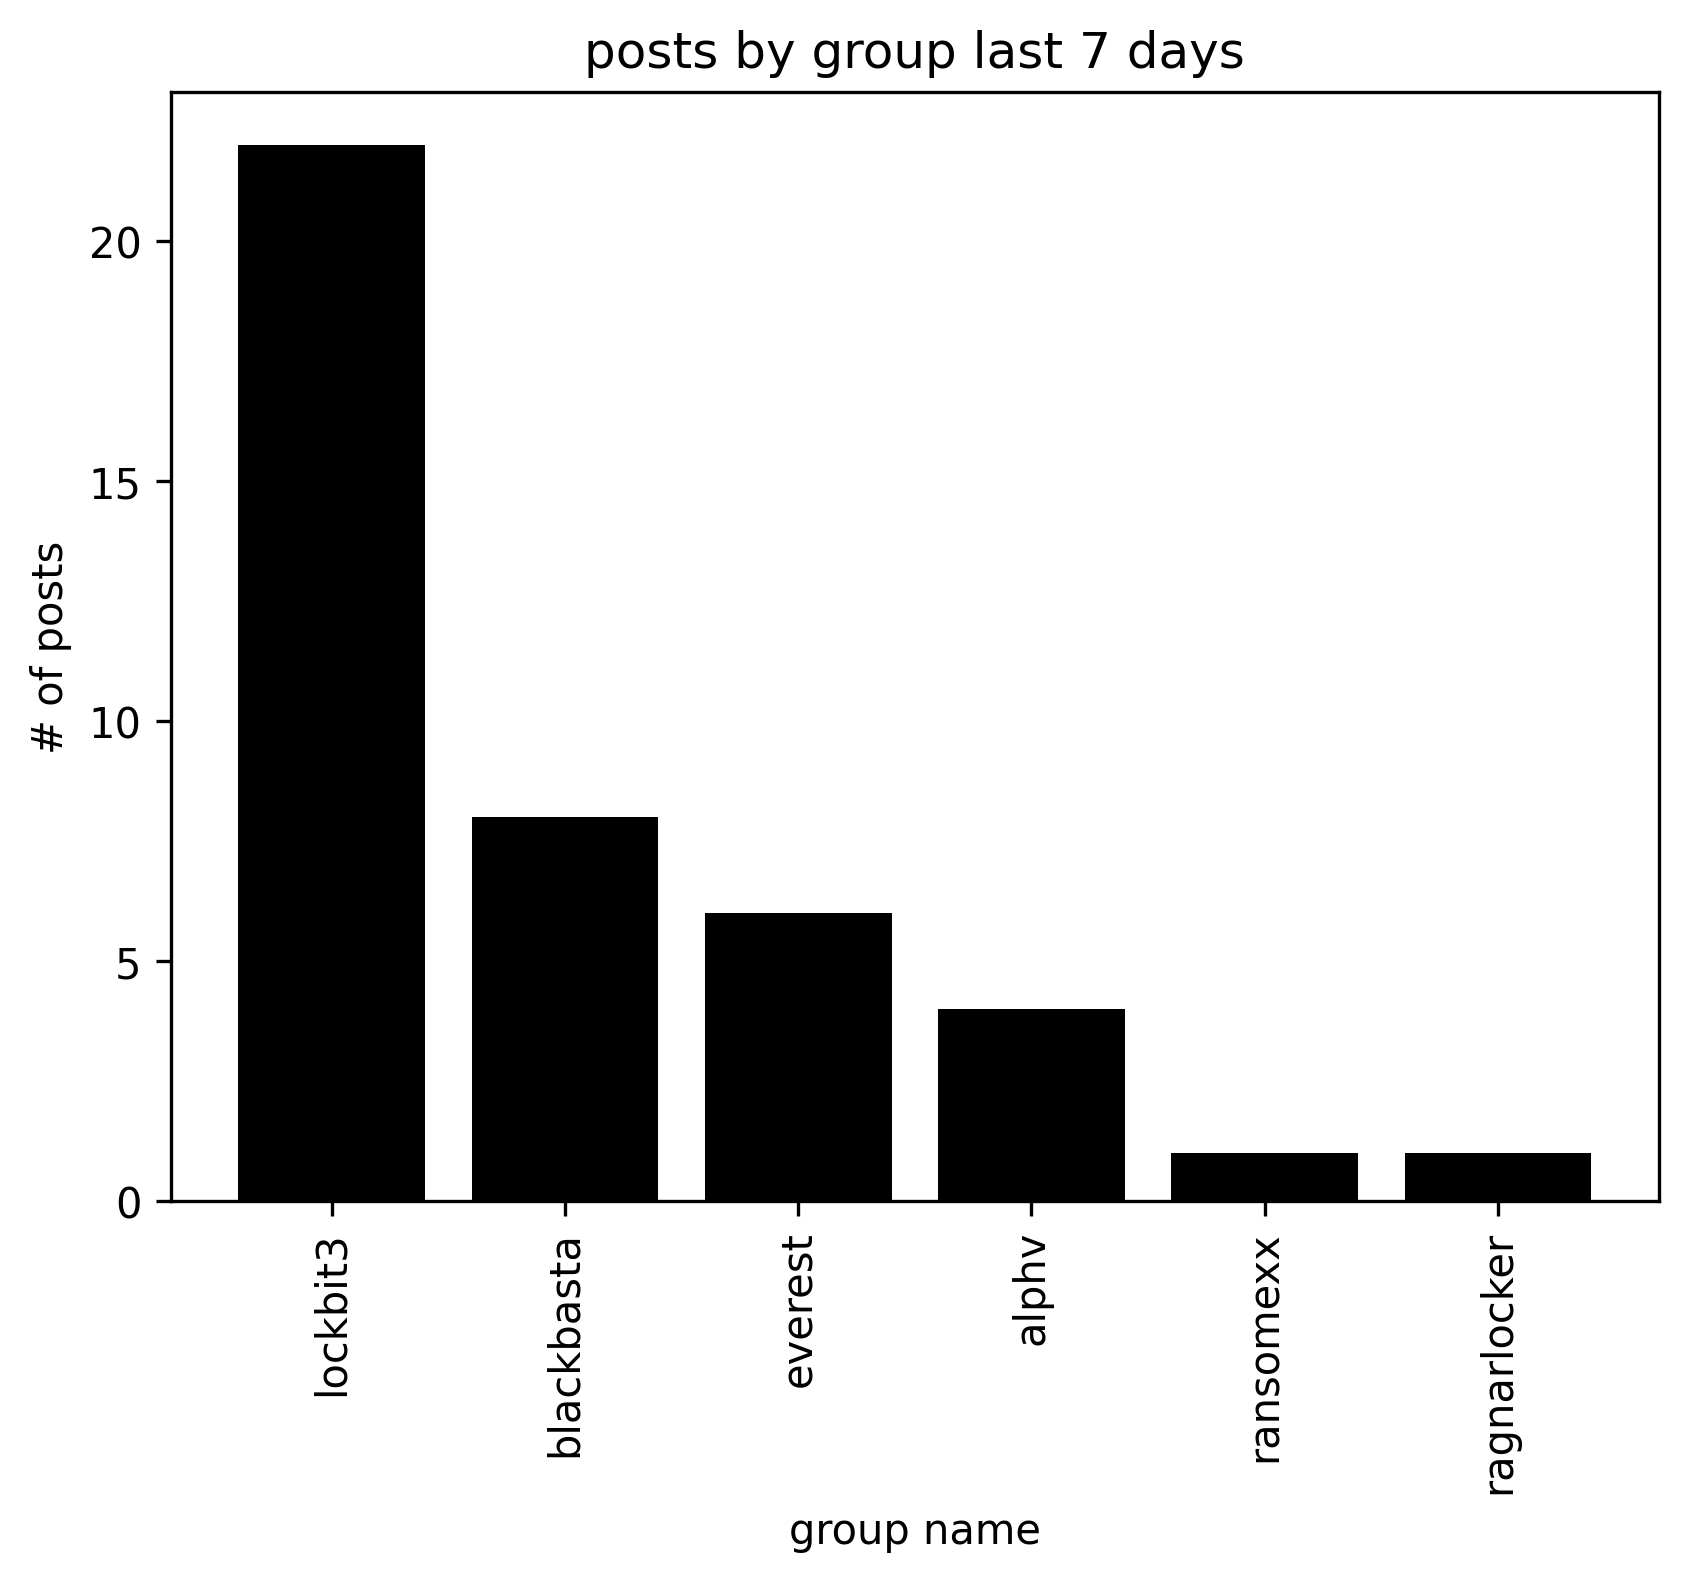 posts by group last 7 days
# of posts
20
15
10
5
0
lockbit3
blackbasta
everest
alphv
ransomexx
ragnarlocker
group name